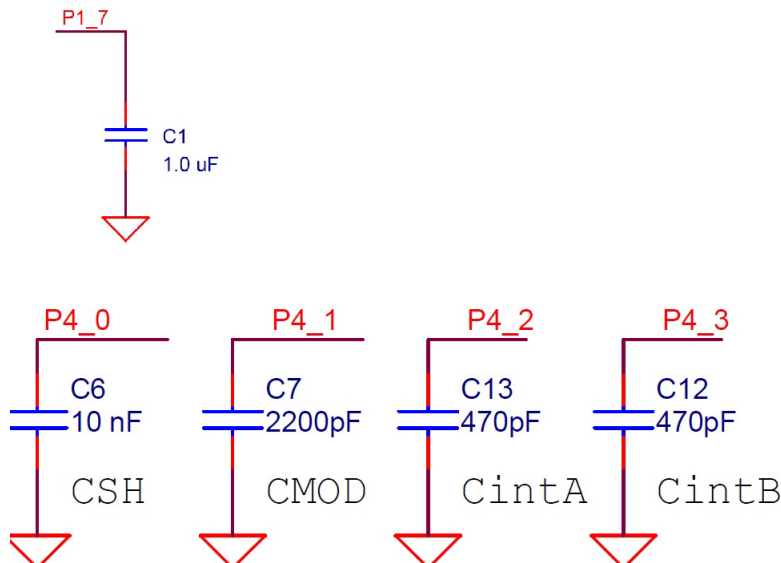 P1_7
C1
1.0 uF
P4_0
P4_1
P4_2
P4_3
C6
10 nF
C7
2200pF
C13
470pF
C12
470pF
CSH
CMOD
CintA
CintB